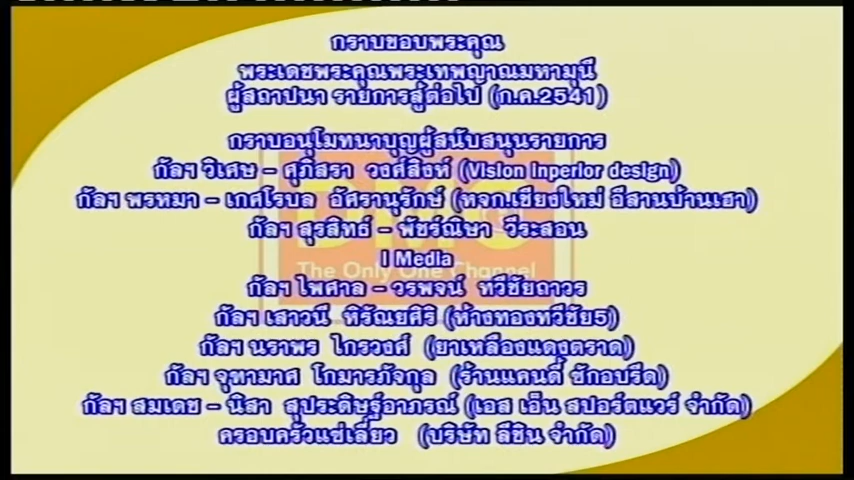 กราบขอบพระคุณ
พระเดชพระคุณพระเทพญาณมหามุนี
ผู้สถาปนา รายการสู้ต่อไป (ก.ค.2541)
กราบอนุโมทนาบุญผู้สนับสนุนรายการ
กัลฯ วิเศษ - ศุภิสรา วงศ์สิงห์ (Vision Inperior design)
กัลฯ พรหมา - เกศโรบล อัศรานุรักษ์ (หจก.เชียงใหม่ อีสานบ้านเฮา)
กัลฯ สุรสิทธ์ - พัชร์ณิษา วีระสอน
DMC
I Media
The Only One Channel
กัลฯ ไพศาล - วรพจน์ ทวีชัยถาวร
กัลฯ เสาวนี หิรัณยศิริ (ห้างทองทวีชัย5)
กัลฯ นราพร ไกรวงศ์ (ยาเหลืองแดงตราด)
กัลฯ จุฑามาศ โกมารภัจกุล (ร้านแคนดี้ ซักอบรีด)
กัลฯ สมเดช - นิสา สุประดิษฐ์อาภรณ์ (เอส เอ็น สปอร์ตแวร์ จำกัด)
ครอบครัวแซ่เลี่ยว (บริษัท ลีซิน จำกัด)